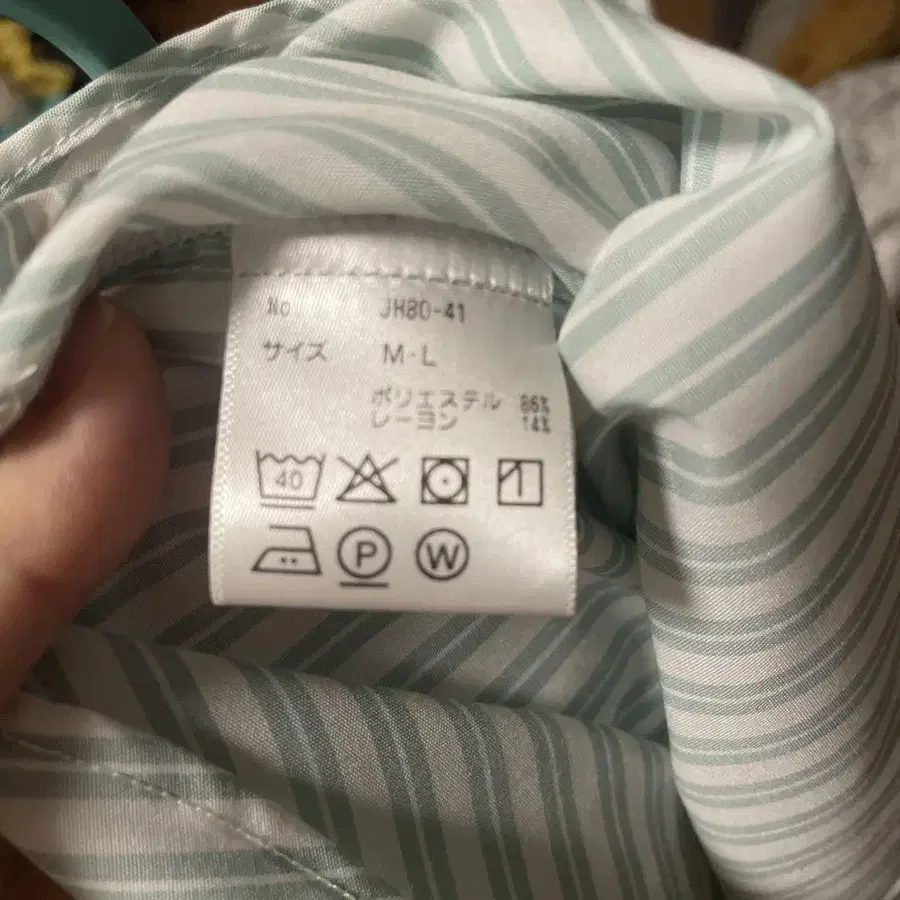 No JH80-41
サイズ M-L
ポリエステル 86%
レーヨン 14%
40
P
W